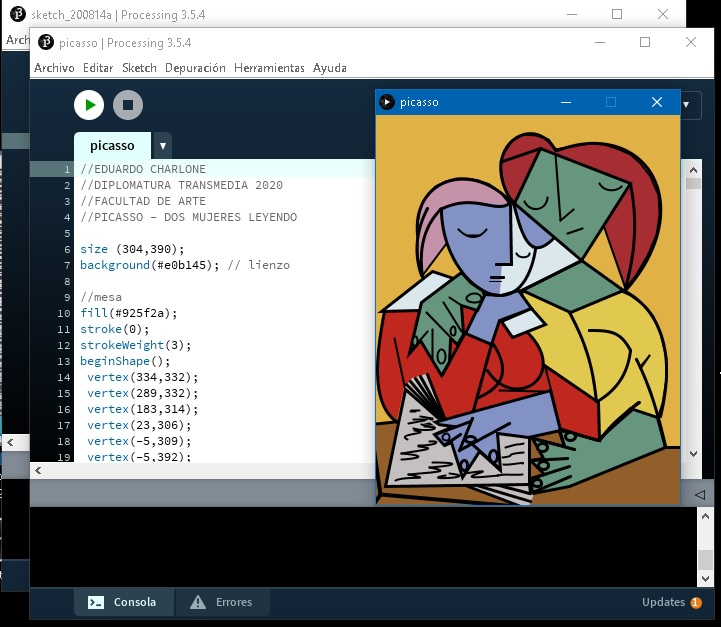 sketch_200814a | Processing 3.5.4
Arch
picasso | Processing 3.5.4
Archivo Editar Sketch Depuración Herramientas Ayuda
picasso
picasso
1 //EDUARDO CHARLONE
2 //DIPLOMATURA TRANSMEDIA 2020
3 //FACULTAD DE ARTE
4 //PICASSO - DOS MUJERES LEYENDO
5
6 size (304,390);
7 background(#e0b145); // lienzo
8
9 //mesa
10 fill(#925f2a);
11 stroke(0);
12 strokeWeight(3);
13 beginShape();
14 vertex(334,332);
15 vertex(289,332);
16 vertex(183,314);
17 vertex(23,306);
18 vertex(-5,309);
19 vertex(-5,392);
Consola
Errores
Updates 1